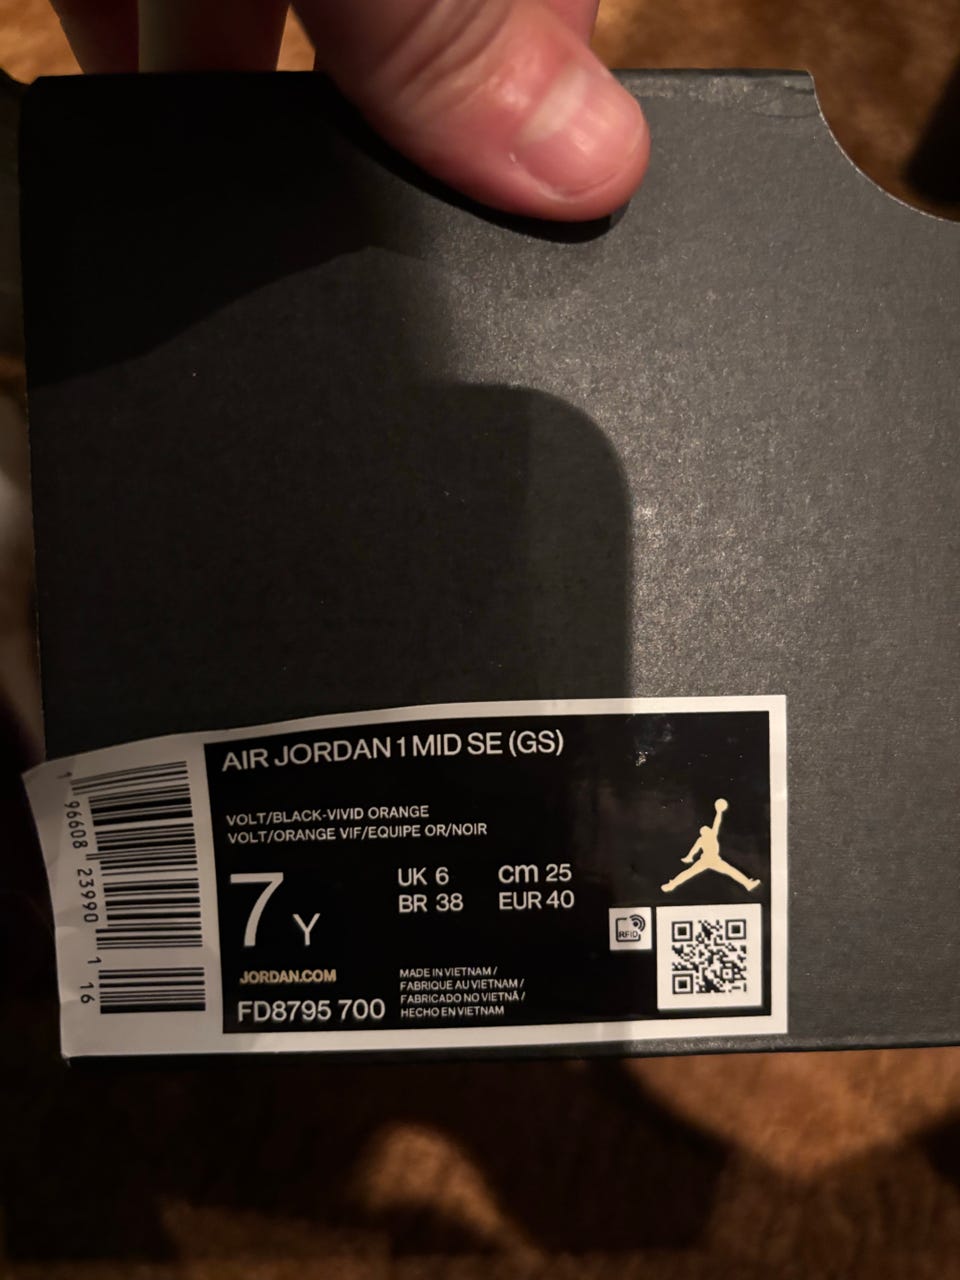 AIR JORDAN 1 MID SE (GS)
VOLT/BLACK-VIVID ORANGE
VOLT/ORANGE VIF/EQUIPE OR/NOIR
7 Y
UK 6 cm 25
BR 38 EUR 40
RFID
JORDAN.COM
FD8795 700
MADE IN VIETNAM /
FABRIQUE AU VIETNAM /
FABRICADO NO VIETNÃ /
HECHO EN VIETNAM
1 96608 23990 1 16